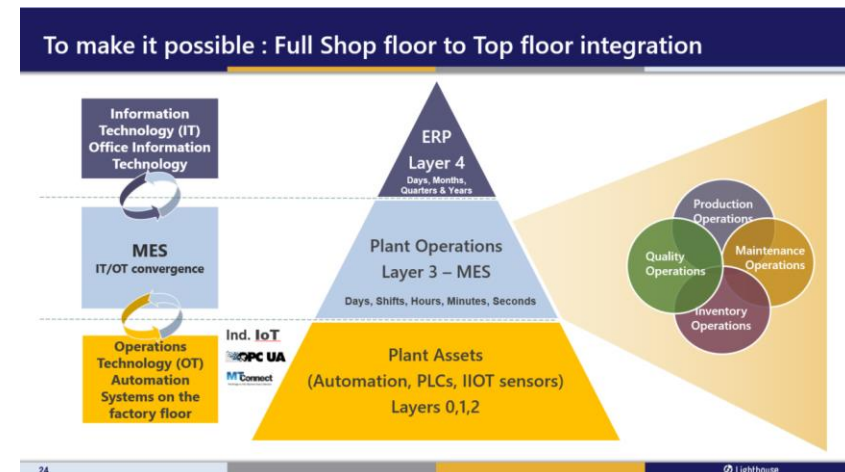 To make it possible : Full Shop floor to Top floor integration
Information
Technology (IT)
Office Information
Technology
MES
IT/OT convergence
Operations
Technology (OT)
Automation
Systems on the
factory floor
Ind. IoT
OPC UA
MTConnect
ERP
Layer 4
Days, Months,
Quarters & Years
Plant Operations
Layer 3 – MES
Days, Shifts, Hours, Minutes, Seconds
Plant Assets
(Automation, PLCs, IIOT sensors)
Layers 0,1,2
Production
Operations
Quality
Operations
Maintenance
Operations
Inventory
Operations
24
Lighthouse